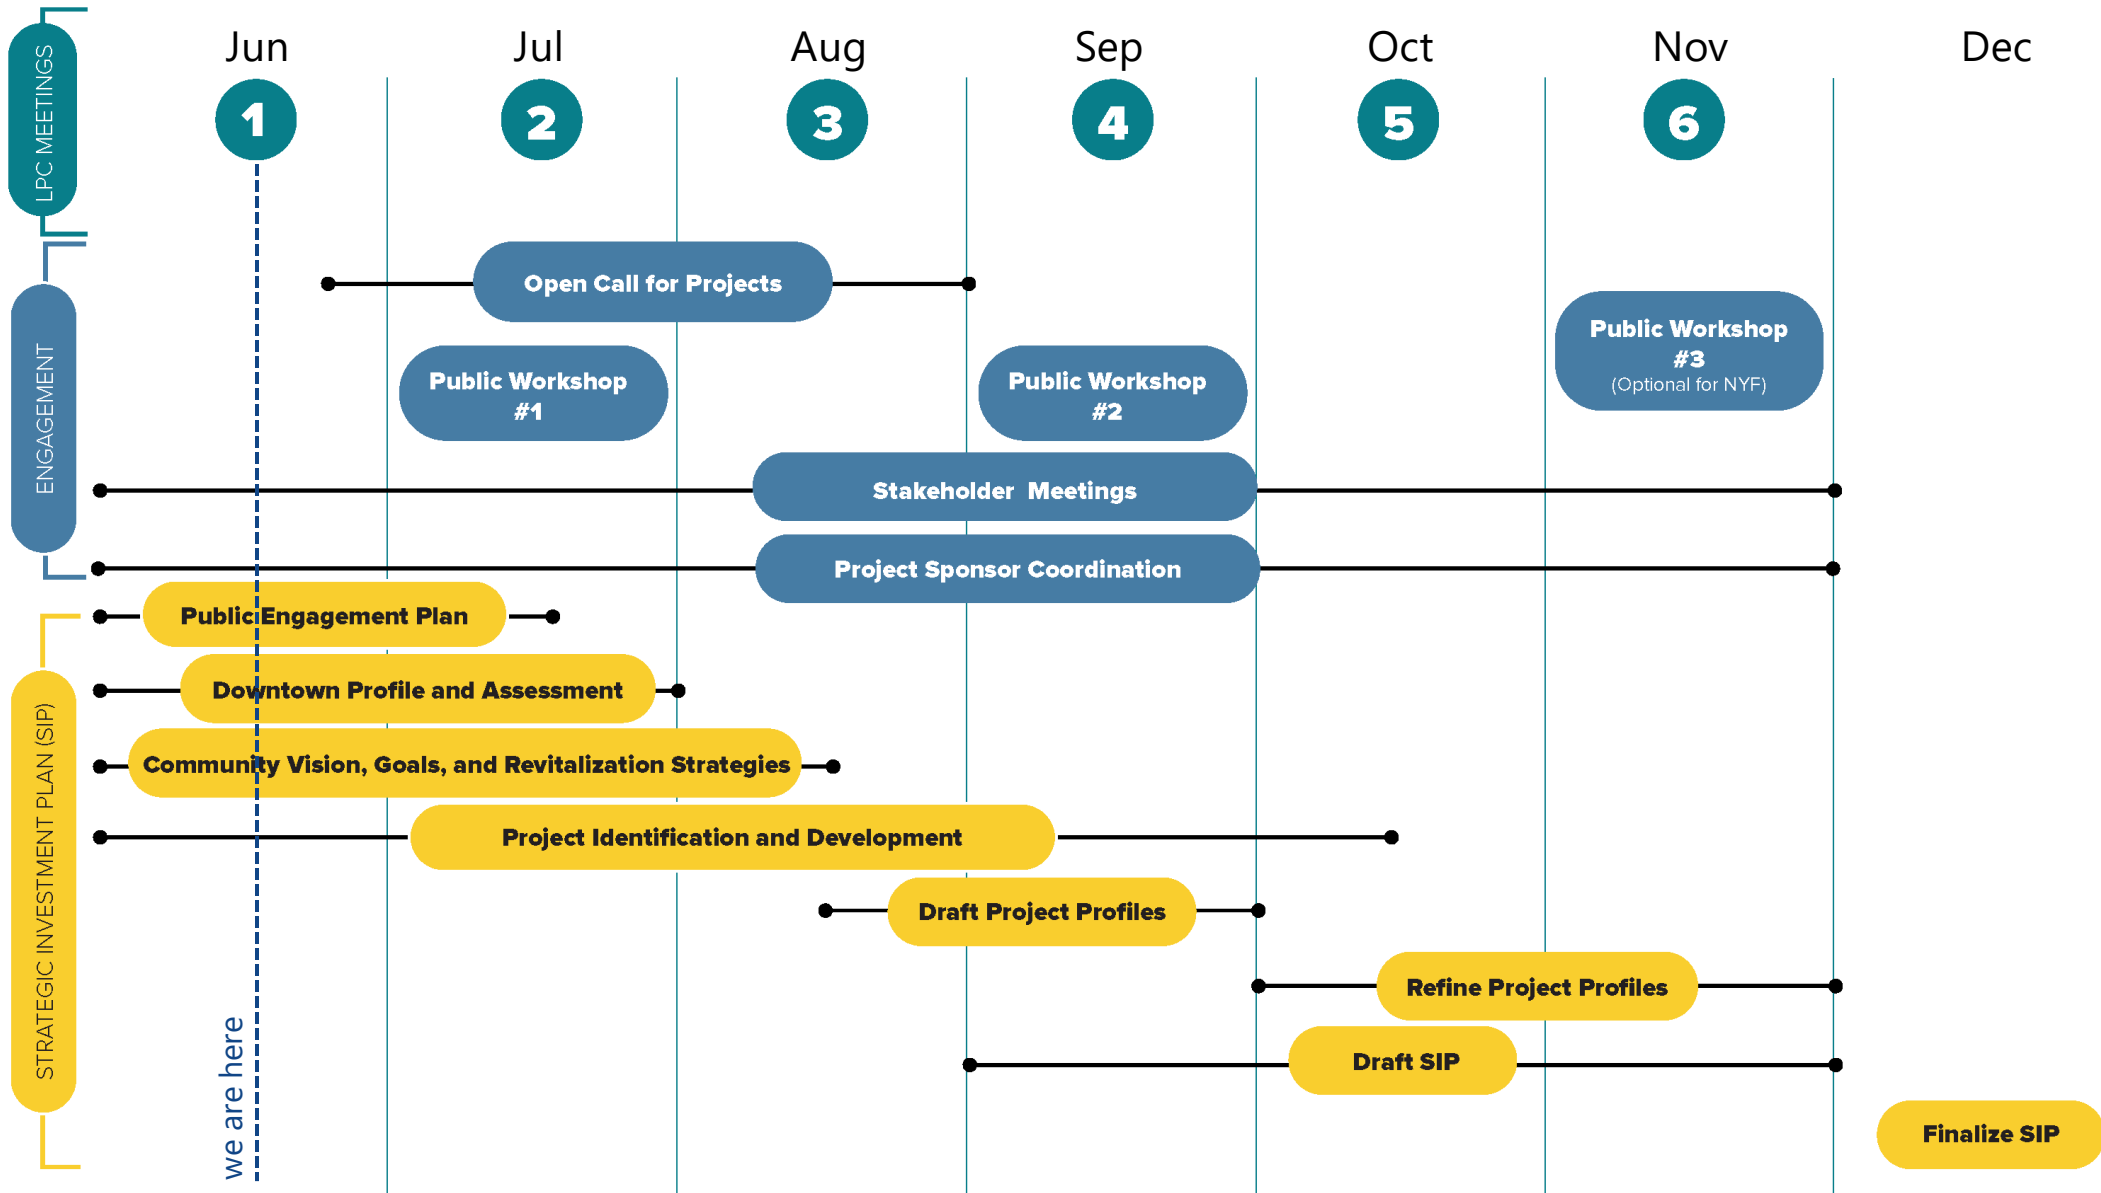 Jun Jul Aug Sep Oct Nov Dec
LPC MEETINGS
1 2 3 4 5 6
ENGAGEMENT
Open Call for Projects
Public Workshop
#1
Public Workshop
#2
Public Workshop
#3
(Optional for NYF)
Stakeholder Meetings
Project Sponsor Coordination
STRATEGIC INVESTMENT PLAN (SIP)
Public Engagement Plan
Downtown Profile and Assessment
Community Vision, Goals, and Revitalization Strategies
Project Identification and Development
Draft Project Profiles
Refine Project Profiles
Draft SIP
Finalize SIP
we are here